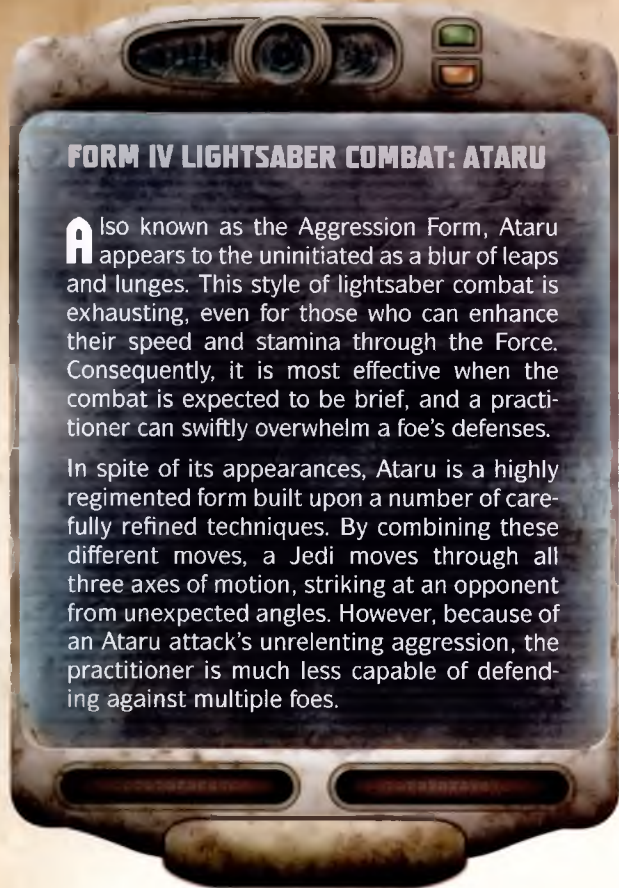 FORM IV LIGHTSABER COMBAT: ATARU
Also known as the Aggression Form, Ataru
appears to the uninitiated as a blur of leaps
and lunges. This style of lightsaber combat is
exhausting, even for those who can enhance
their speed and stamina through the Force.
Consequently, it is most effective when the
combat is expected to be brief, and a practi-
tioner can swiftly overwhelm a foe's defenses.
In spite of its appearances, Ataru is a highly
regimented form built upon a number of care-
fully refined techniques. By combining these
different moves, a Jedi moves through all
three axes of motion, striking at an opponent
from unexpected angles. However, because of
an Ataru attack's unrelenting aggression, the
practitioner is much less capable of defend-
ing against multiple foes.